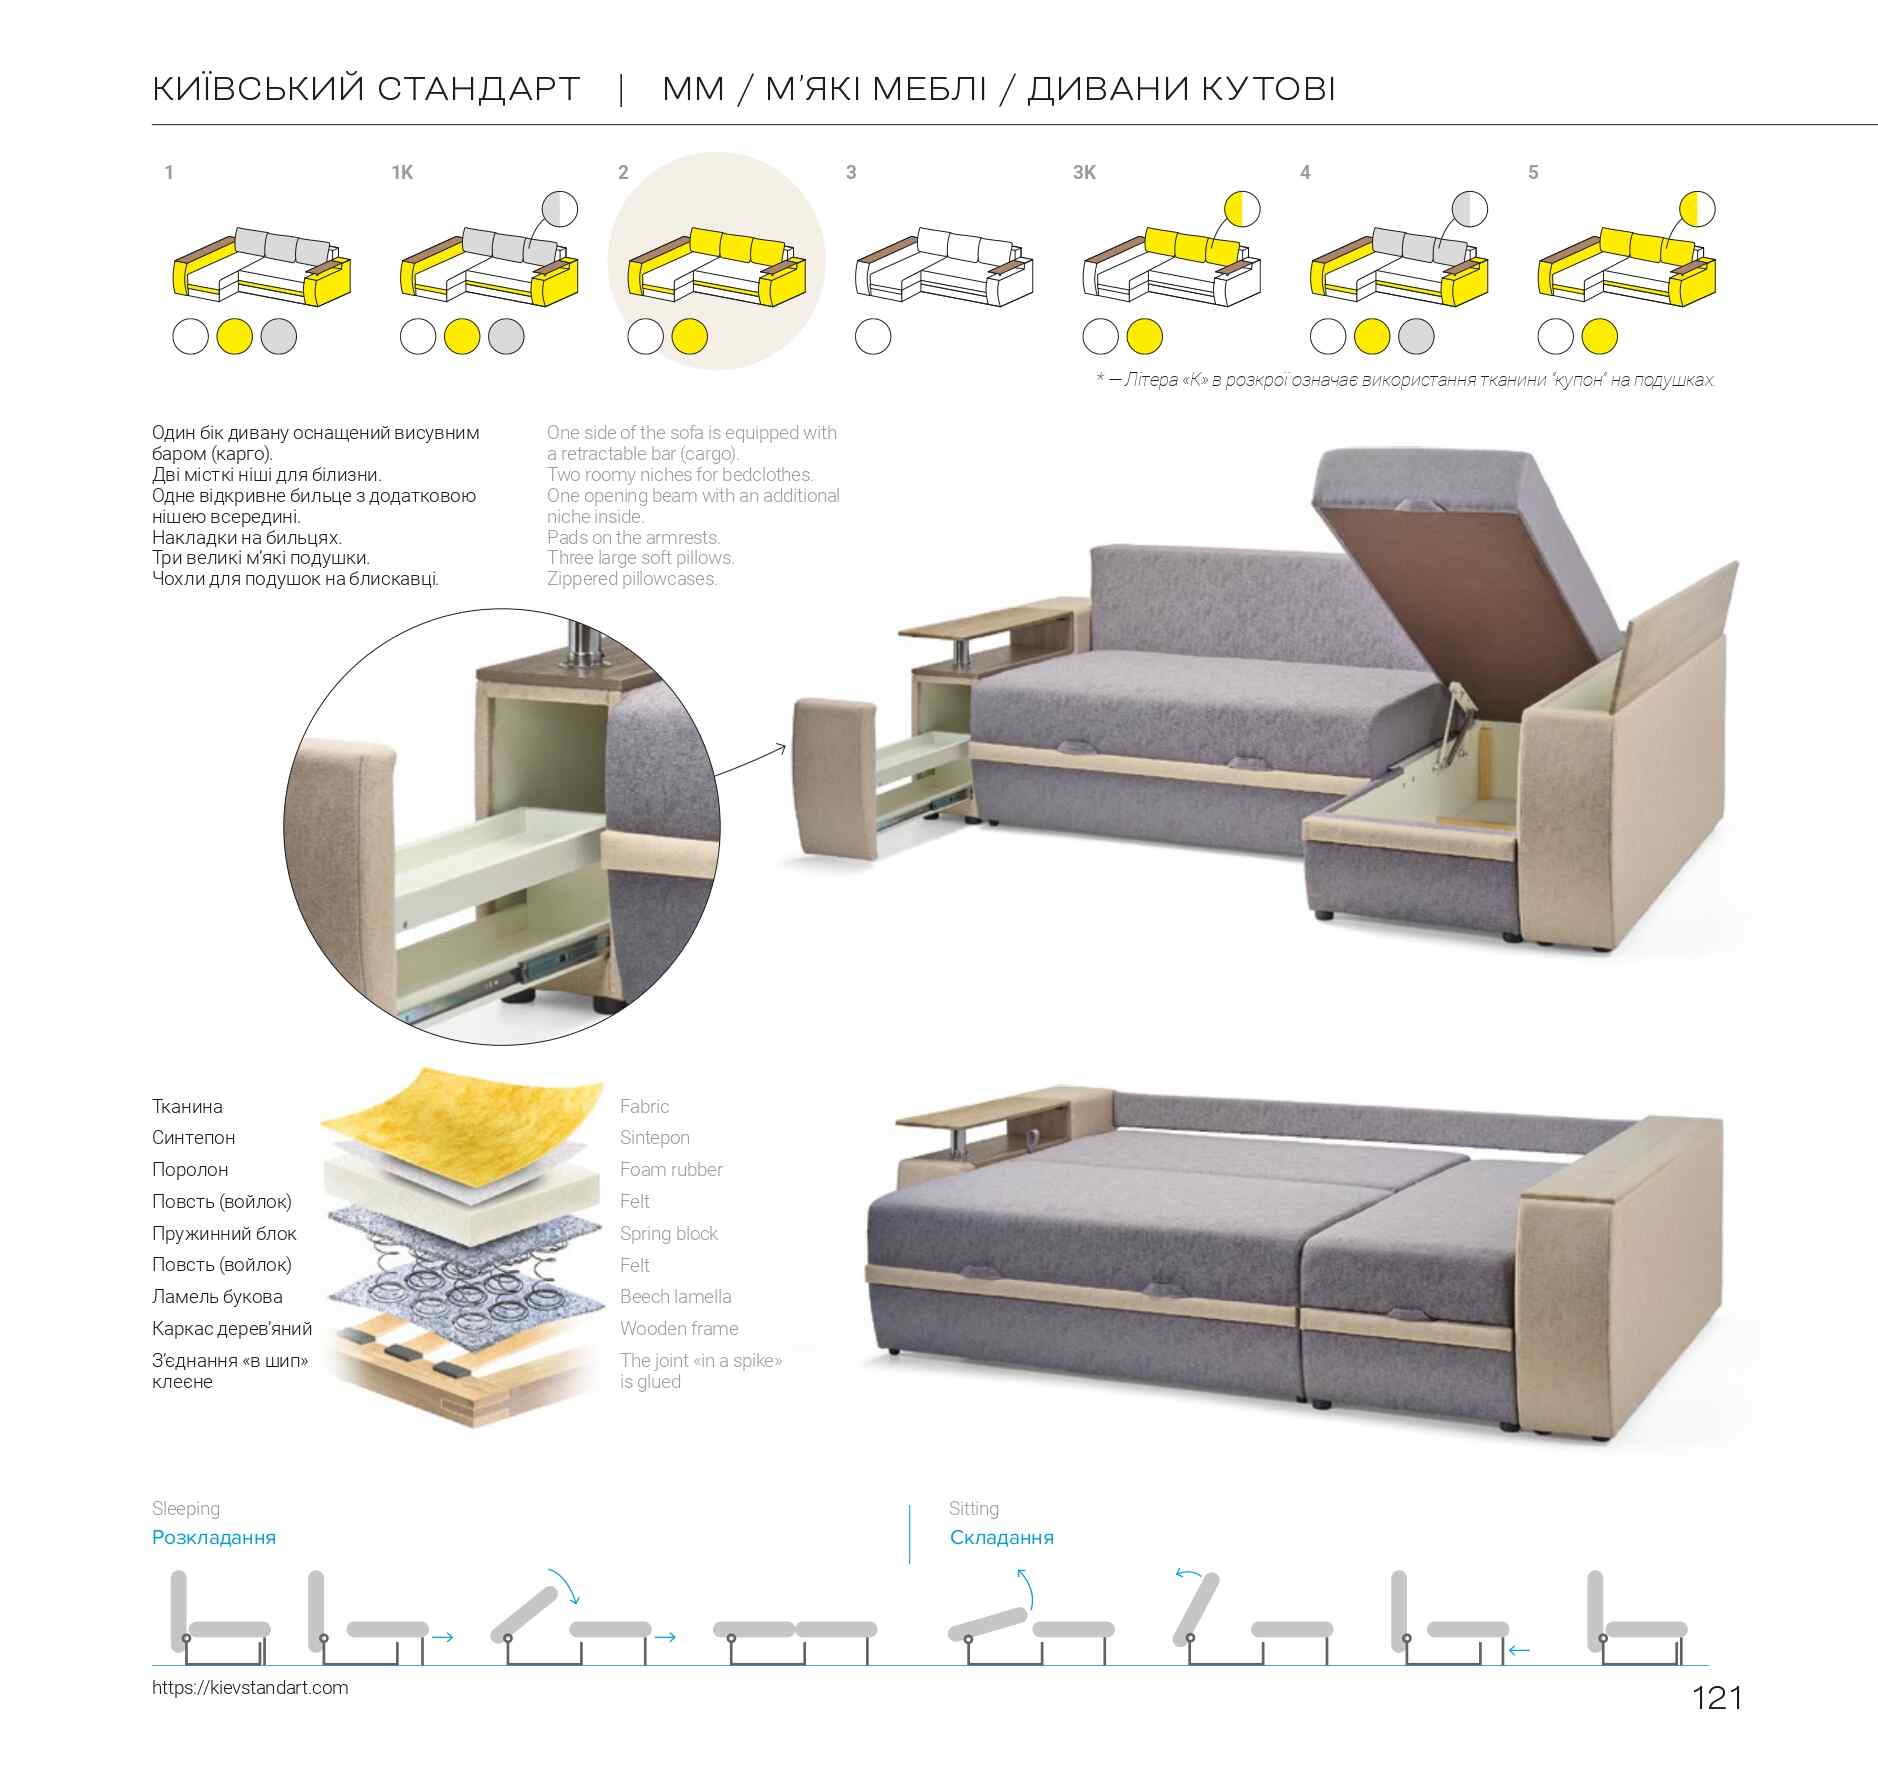 КИЇВСЬКИЙ СТАНДАРТ | ММ / М’ЯКІ МЕБЛІ / ДИВАНИ КУТОВІ
1 1K 2 3 3K 4 5
* — Літера «К» в розкрої означає використання тканини “купон” на подушках.
Один бік дивану оснащений висувним
баром (карго).
Дві місткі ніші для білизни.
Одне відкривне бильце з додатковою
нішею всередині.
Накладки на бильцях.
Три великі м’які подушки.
Чохли для подушок на блискавці.
One side of the sofa is equipped with
a retractable bar (cargo).
Two roomy niches for bedclothes.
One opening beam with an additional
niche inside.
Pads on the armrests.
Three large soft pillows.
Zippered pillowcases.
Тканина
Синтепон
Поролон
Повсть (войлок)
Пружинний блок
Повсть (войлок)
Ламель букова
Каркас дерев’яний
З’єднання «в шип»
клеєне
Fabric
Sintepon
Foam rubber
Felt
Spring block
Felt
Beech lamella
Wooden frame
The joint «in a spike»
is glued
Sleeping
Розкладання
Sitting
Складання
https://kievstandart.com
121